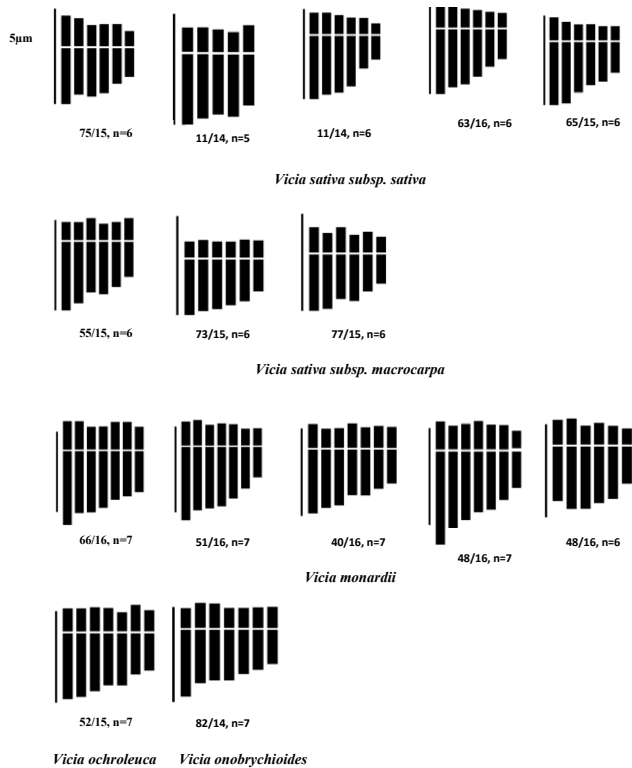 5µm
75/15, n=6 11/14, n=5 11/14, n=6 63/16, n=6 65/15, n=6
Vicia sativa subsp. sativa
55/15, n=6 73/15, n=6 77/15, n=6
Vicia sativa subsp. macrocarpa
66/16, n=7 51/16, n=7 40/16, n=7 48/16, n=7 48/16, n=6
Vicia monardii
52/15, n=7 82/14, n=7
Vicia ochroleuca Vicia onobrychioides